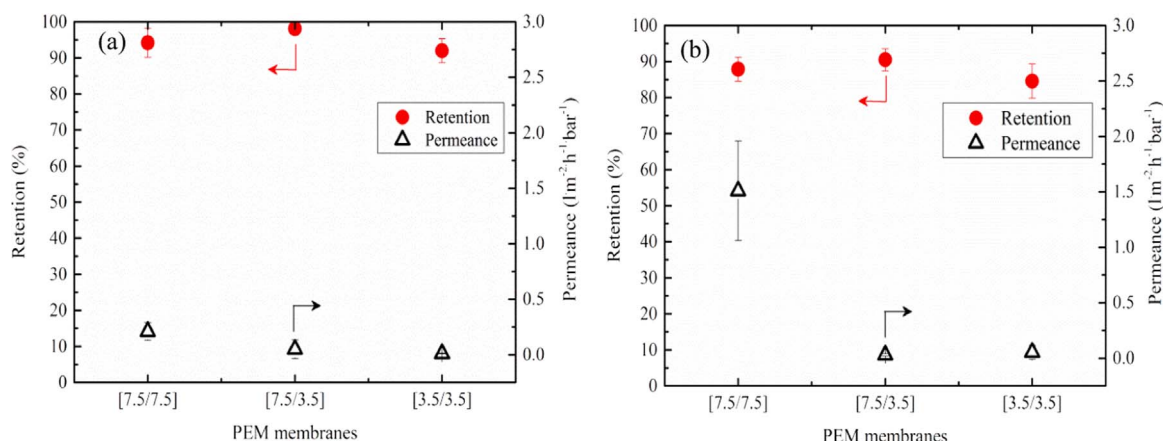 (a)
100
90
80
70
60
50
40
30
20
10
0
Retention (%)
3.0
2.5
2.0
1.5
1.0
0.5
0.0
Permeance (l m-2 h-1 bar-1)
Retention
Permeance
[7.5/7.5] [7.5/3.5] [3.5/3.5]
PEM membranes
(b)
100
90
80
70
60
50
40
30
20
10
0
Retention (%)
3.0
2.5
2.0
1.5
1.0
0.5
0.0
Permeance (l m-2 h-1 bar-1)
Retention
Permeance
[7.5/7.5] [7.5/3.5] [3.5/3.5]
PEM membranes